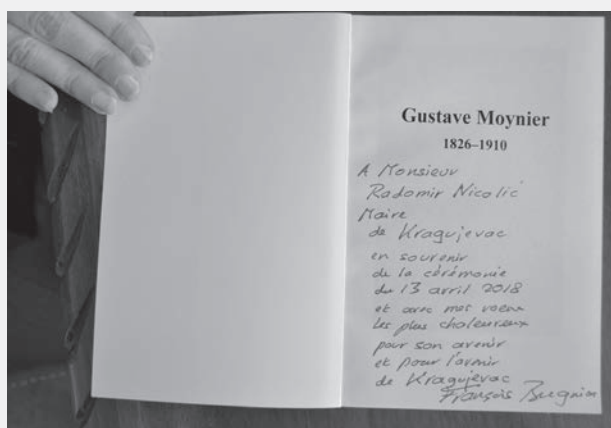 Gustave Moynier
1826–1910
A Monsieur
Radomir Nicolić
Maire
de Kragujevac
en souvenir
de la cérémonie
du 13 avril 2018
et avec mes voeux
les plus chaleureux
pour son avenir
et pour l'avenir
de Kragujevac
François Bugnion